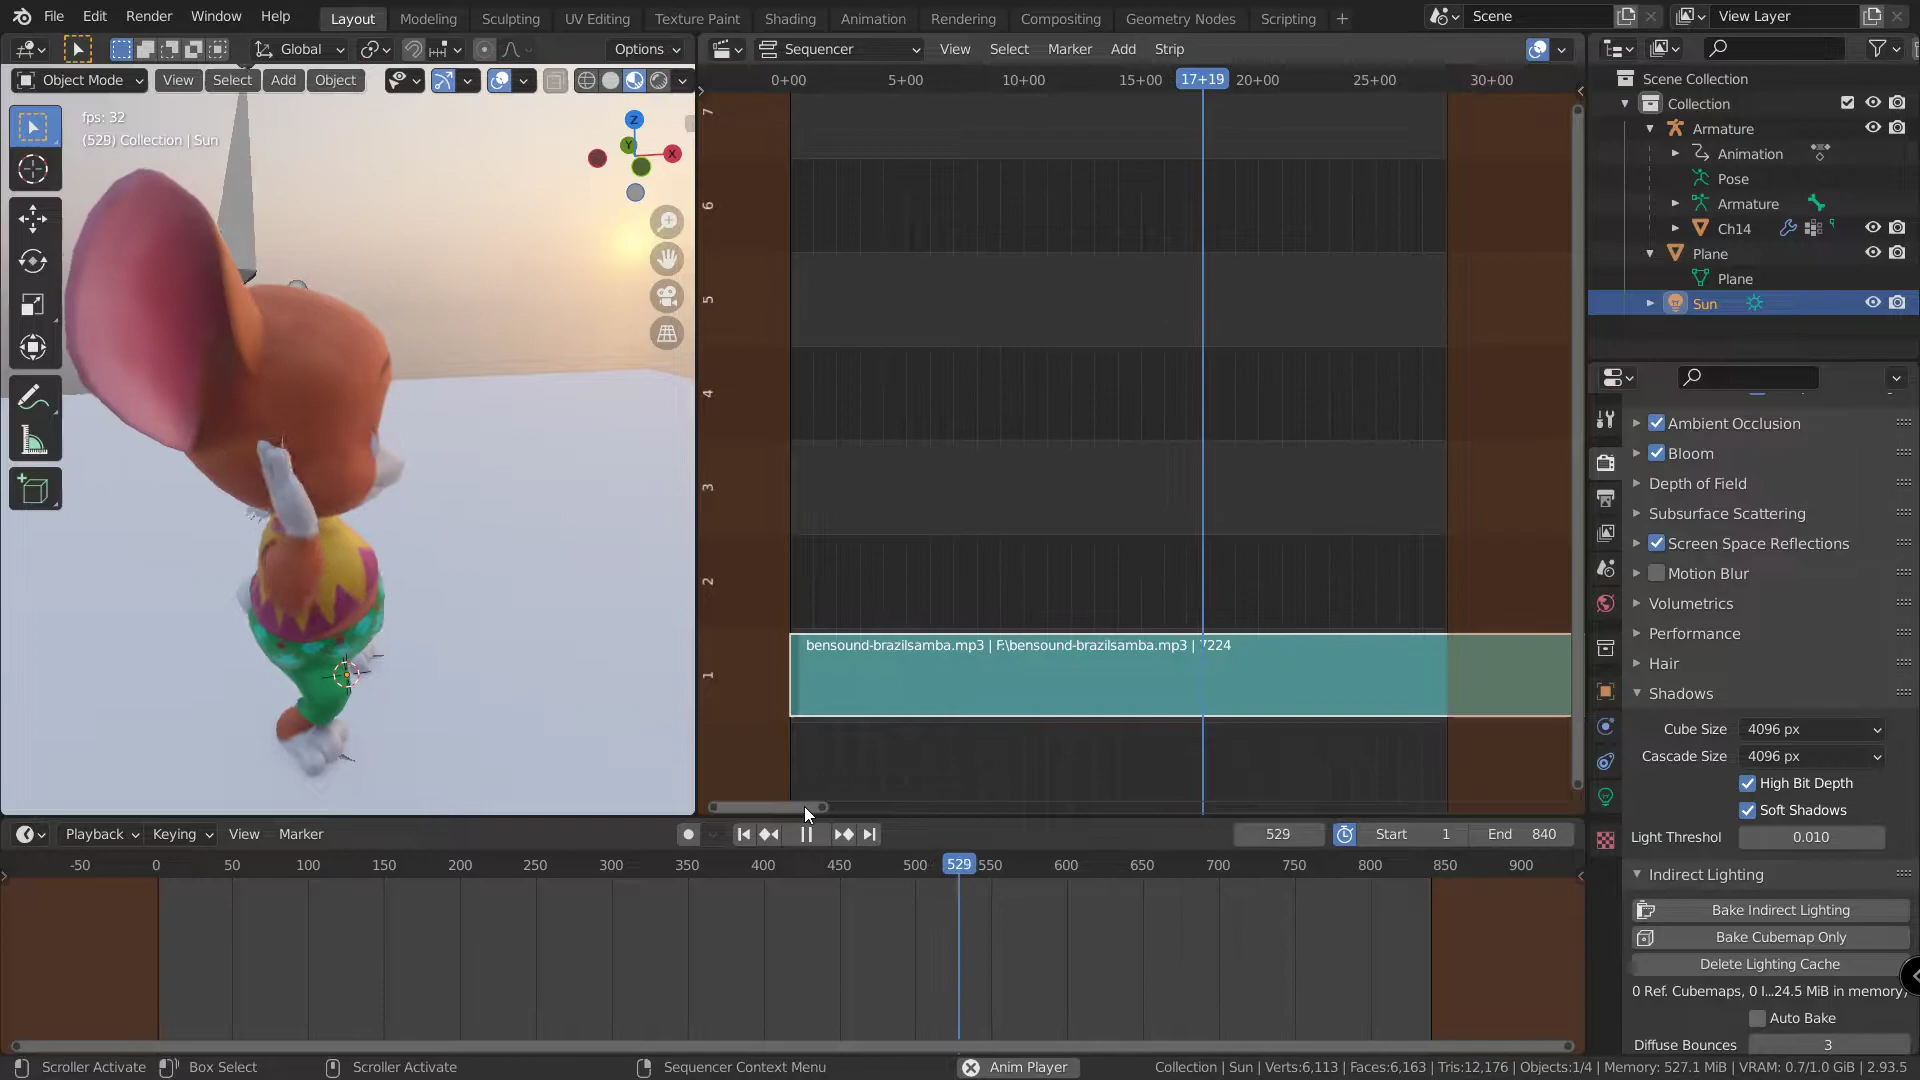 File Edit Render Window Help Layout Modeling Sculpting UV Editing Texture Paint Shading Animation Rendering Compositing Geometry Nodes Scripting + Scene View Layer
Global Options
Object Mode View Select Add Object
fps: 32
(529) Collection | Sun
Z
Y
X
Sequencer View Select Marker Add Strip
0+00 5+00 10+00 15+00 17+19 20+00 25+00 30+00
7
6
5
4
3
2
1
bensound-brazilsamba.mp3 | F:\bensound-brazilsamba.mp3 | 7224
Scene Collection
Collection
Armature
Animation
Pose
Armature
Ch14
Plane
Plane
Sun
Ambient Occlusion
Bloom
Depth of Field
Subsurface Scattering
Screen Space Reflections
Motion Blur
Volumetrics
Performance
Hair
Shadows
Cube Size 4096 px
Cascade Size 4096 px
High Bit Depth
Soft Shadows
Light Threshol 0.010
Indirect Lighting
Bake Indirect Lighting
Bake Cubemap Only
Delete Lighting Cache
0 Ref. Cubemaps, 0 I...24.5 MiB in memory,
Auto Bake
Diffuse Bounces 3
Playback Keying View Marker 529 Start 1 End 840
-50 0 50 100 150 200 250 300 350 400 450 500 529 550 600 650 700 750 800 850 900
Scroller Activate Box Select Scroller Activate Sequencer Context Menu Anim Player Collection | Sun | Verts:6,113 | Faces:6,163 | Tris:12,176 | Objects:1/4 | Memory: 527.1 MiB | VRAM: 0.7/1.0 GiB | 2.93.5